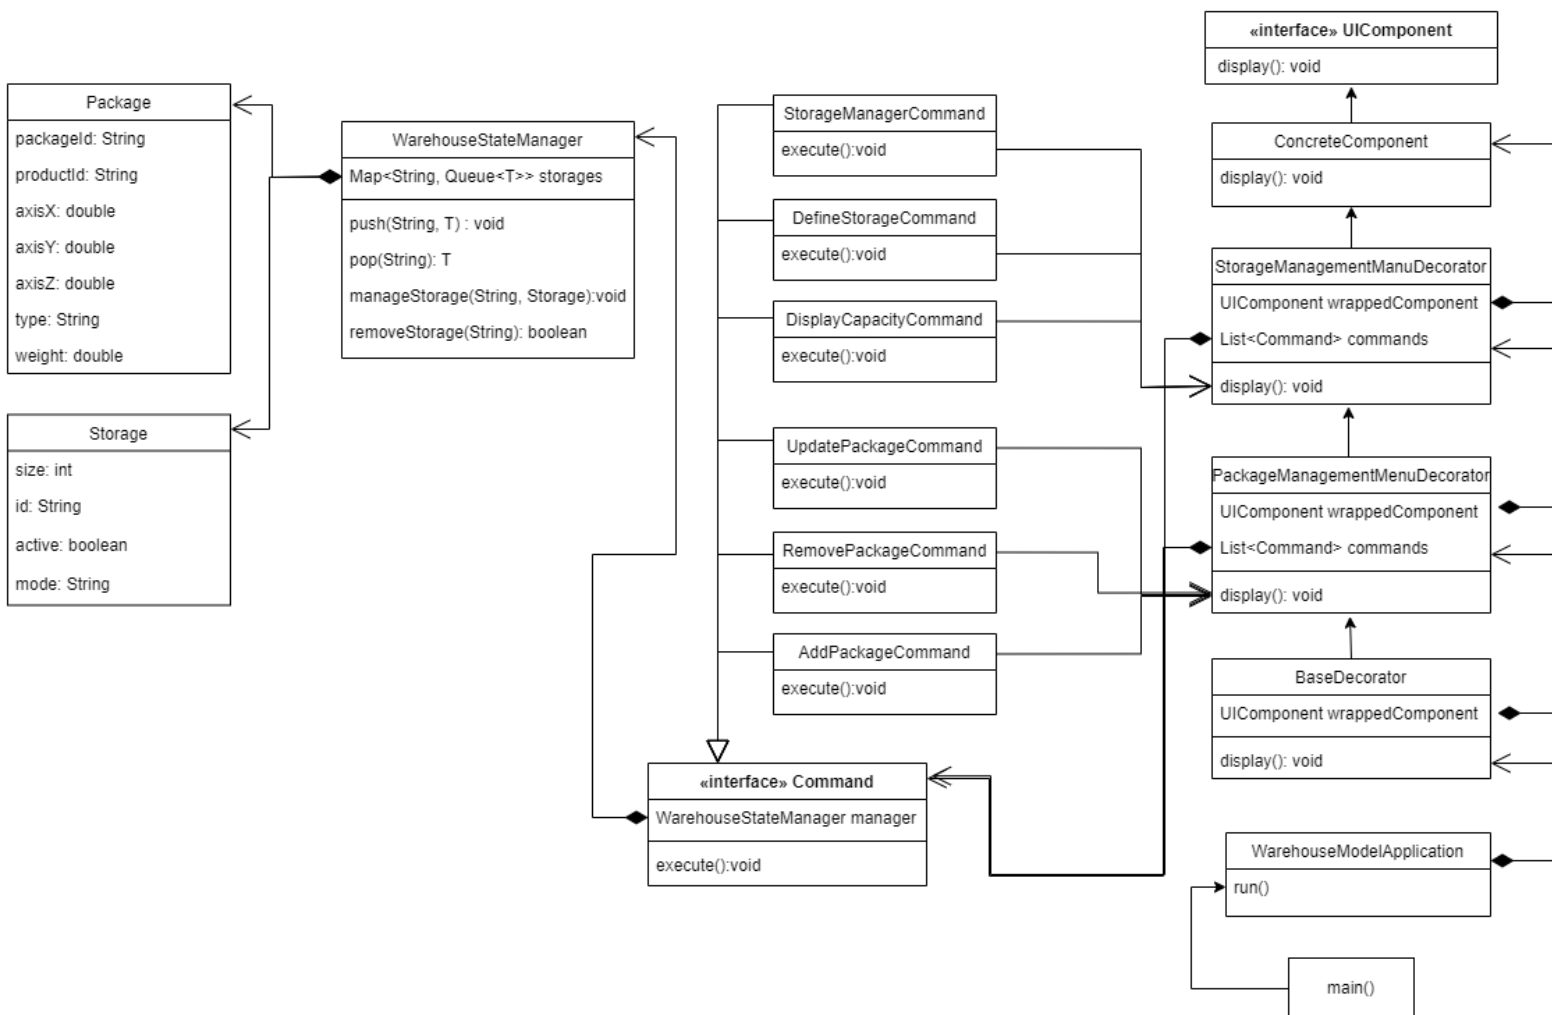 «interface» UIComponent
display(): void
Package
packageId: String
productId: String
axisX: double
axisY: double
axisZ: double
type: String
weight: double
WarehouseStateManager
Map<String, Queue<T>> storages
push(String, T) : void
pop(String): T
manageStorage(String, Storage):void
removeStorage(String): boolean
Storage
size: int
id: String
active: boolean
mode: String
StorageManagerCommand
execute():void
DefineStorageCommand
execute():void
DisplayCapacityCommand
execute():void
UpdatePackageCommand
execute():void
RemovePackageCommand
execute():void
AddPackageCommand
execute():void
«interface» Command
WarehouseStateManager manager
execute():void
ConcreteComponent
display(): void
StorageManagementManuDecorator
UIComponent wrappedComponent
List<Command> commands
display(): void
PackageManagementMenuDecorator
UIComponent wrappedComponent
List<Command> commands
display(): void
BaseDecorator
UIComponent wrappedComponent
display(): void
WarehouseModelApplication
run()
main()